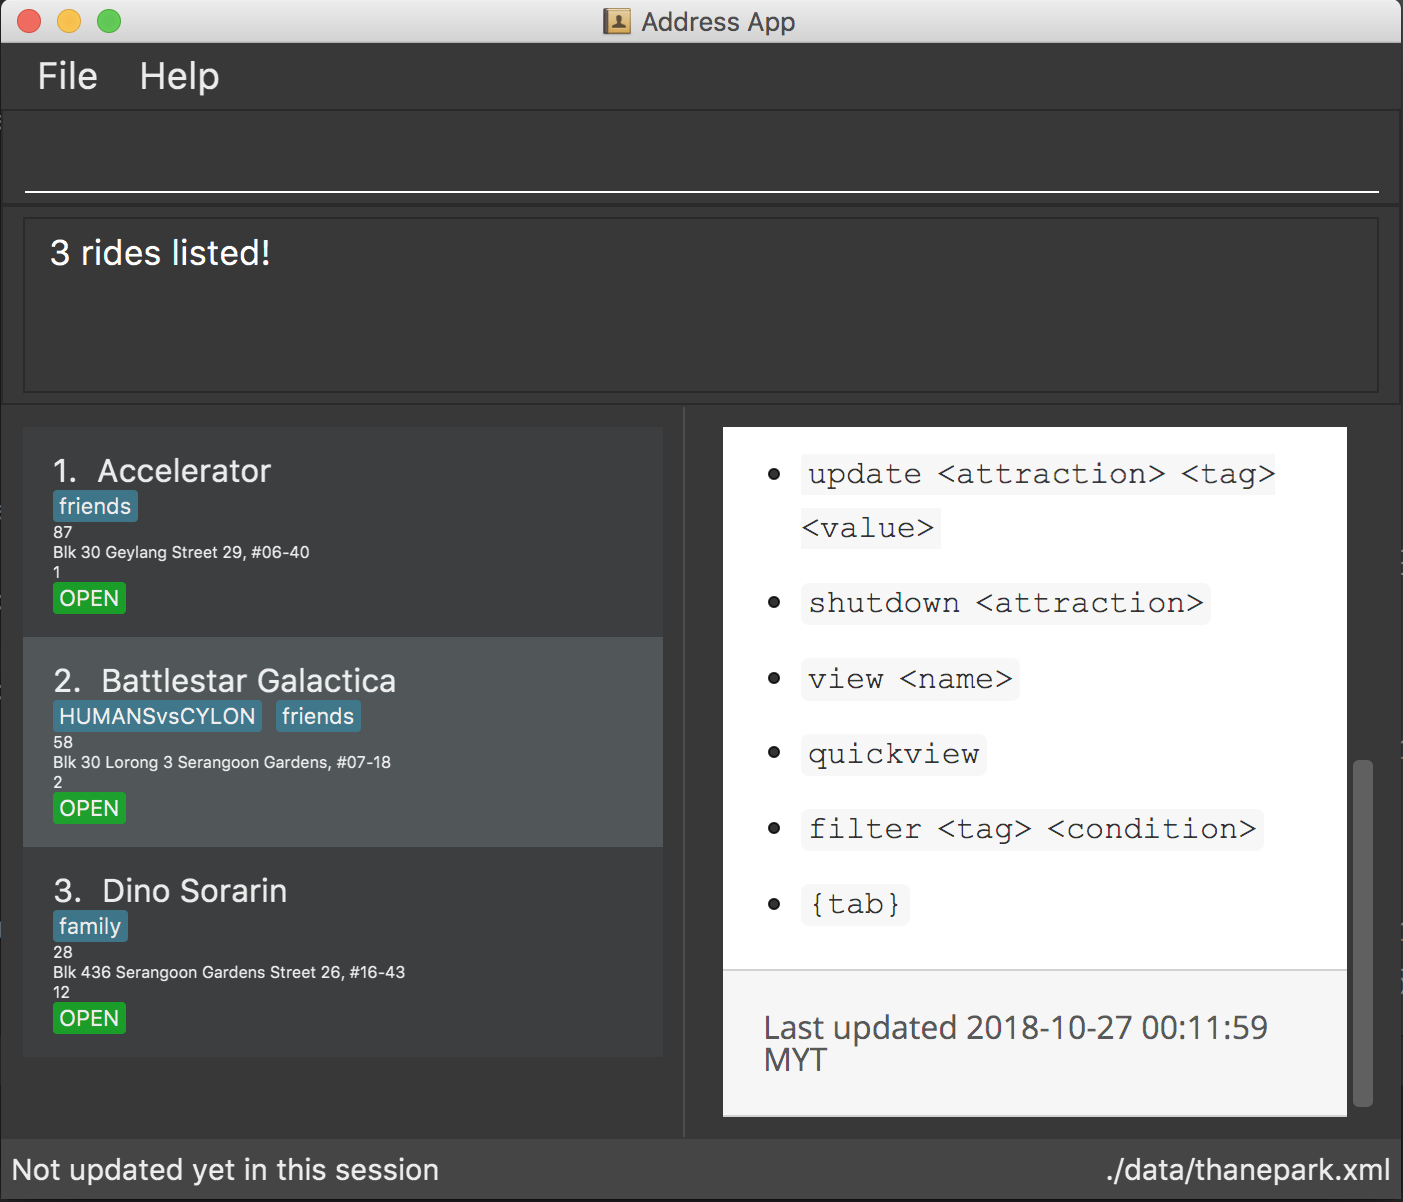 Address App
File Help
3 rides listed!
1. Accelerator
friends
87
Blk 30 Geylang Street 29, #06-40
1
OPEN
2. Battlestar Galactica
HUMANSvsCYLON friends
58
Blk 30 Lorong 3 Serangoon Gardens, #07-18
2
OPEN
3. Dino Sorarin
family
28
Blk 436 Serangoon Gardens Street 26, #16-43
12
OPEN
update <attraction> <tag>
<value>
shutdown <attraction>
view <name>
quickview
filter <tag> <condition>
{tab}
Last updated 2018-10-27 00:11:59
MYT
Not updated yet in this session
./data/thanepark.xml